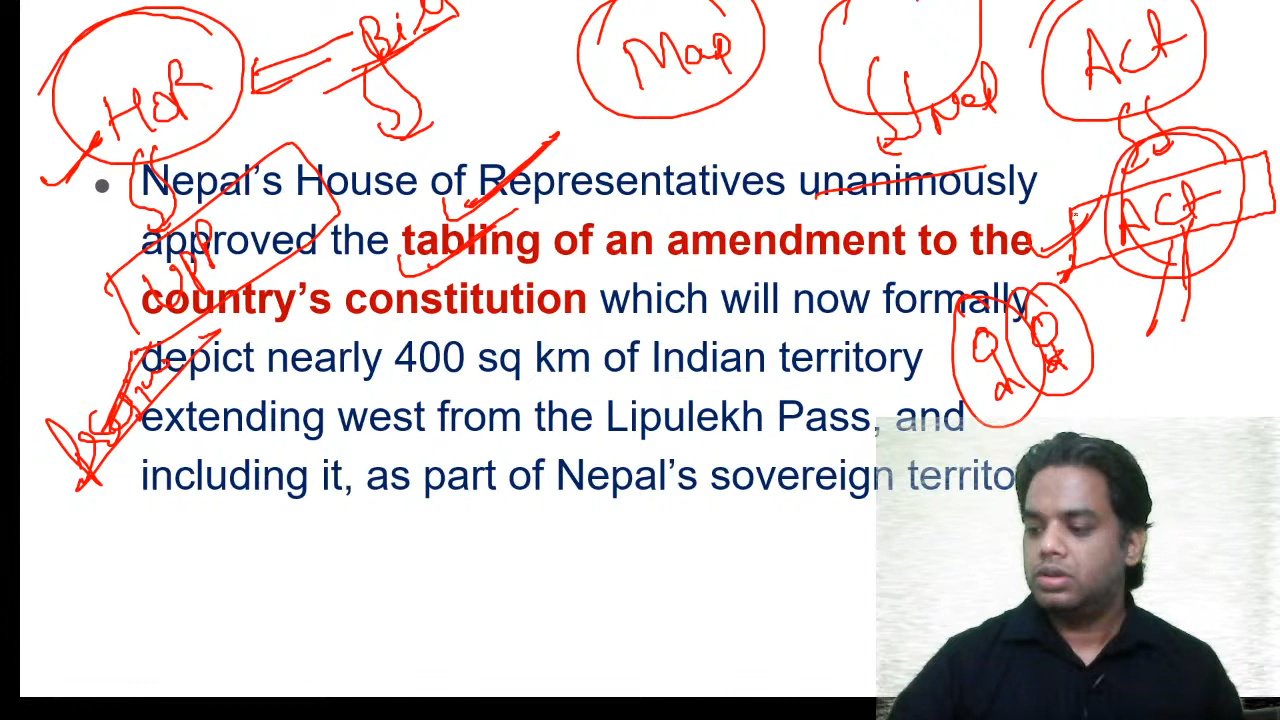 Bill
Map
HoR
ACt
Nepal
• Nepal’s House of Representatives unanimously
approved the tabling of an amendment to the
ACt
country’s constitution which will now formally
depict nearly 400 sq km of Indian territory
extending west from the Lipulekh Pass, and
including it, as part of Nepal’s sovereign territo